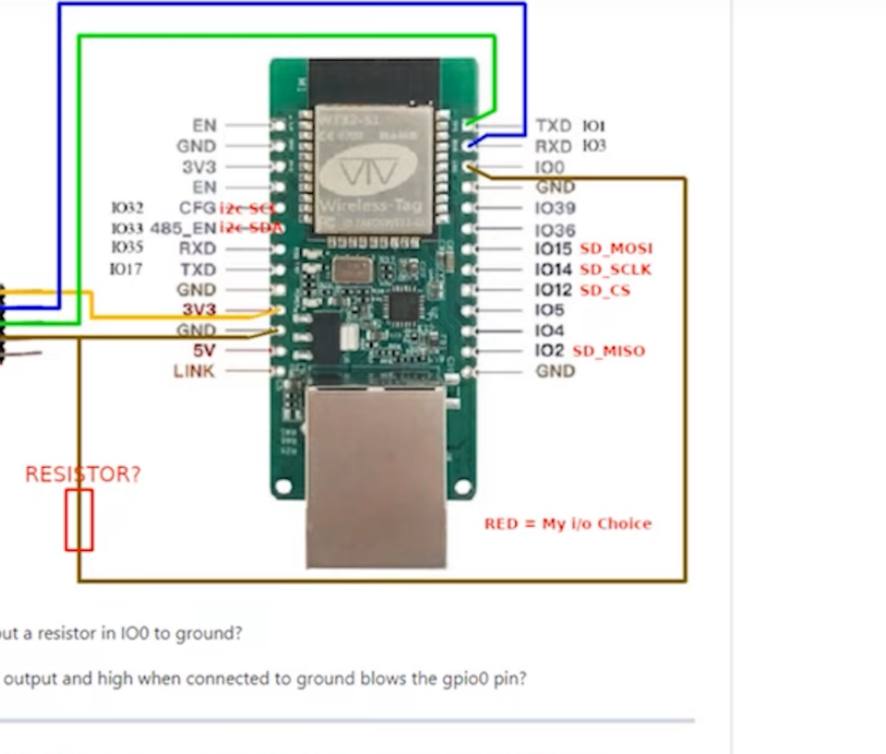 EN
GND
3V3
EN
IO32 CFG i2c SCL
IO33 485_EN i2c SDA
IO35 RXD
IO17 TXD
GND
3V3
GND
5V
LINK
Wireless-Tag
TXD IO1
RXD IO3
IO0
GND
IO39
IO36
IO15 SD_MOSI
IO14 SD_SCLK
IO12 SD_CS
IO5
IO4
IO2 SD_MISO
GND
RESISTOR?
RED = My i/o Choice
a resistor in IO0 to ground?
output and high when connected to ground blows the gpio0 pin?